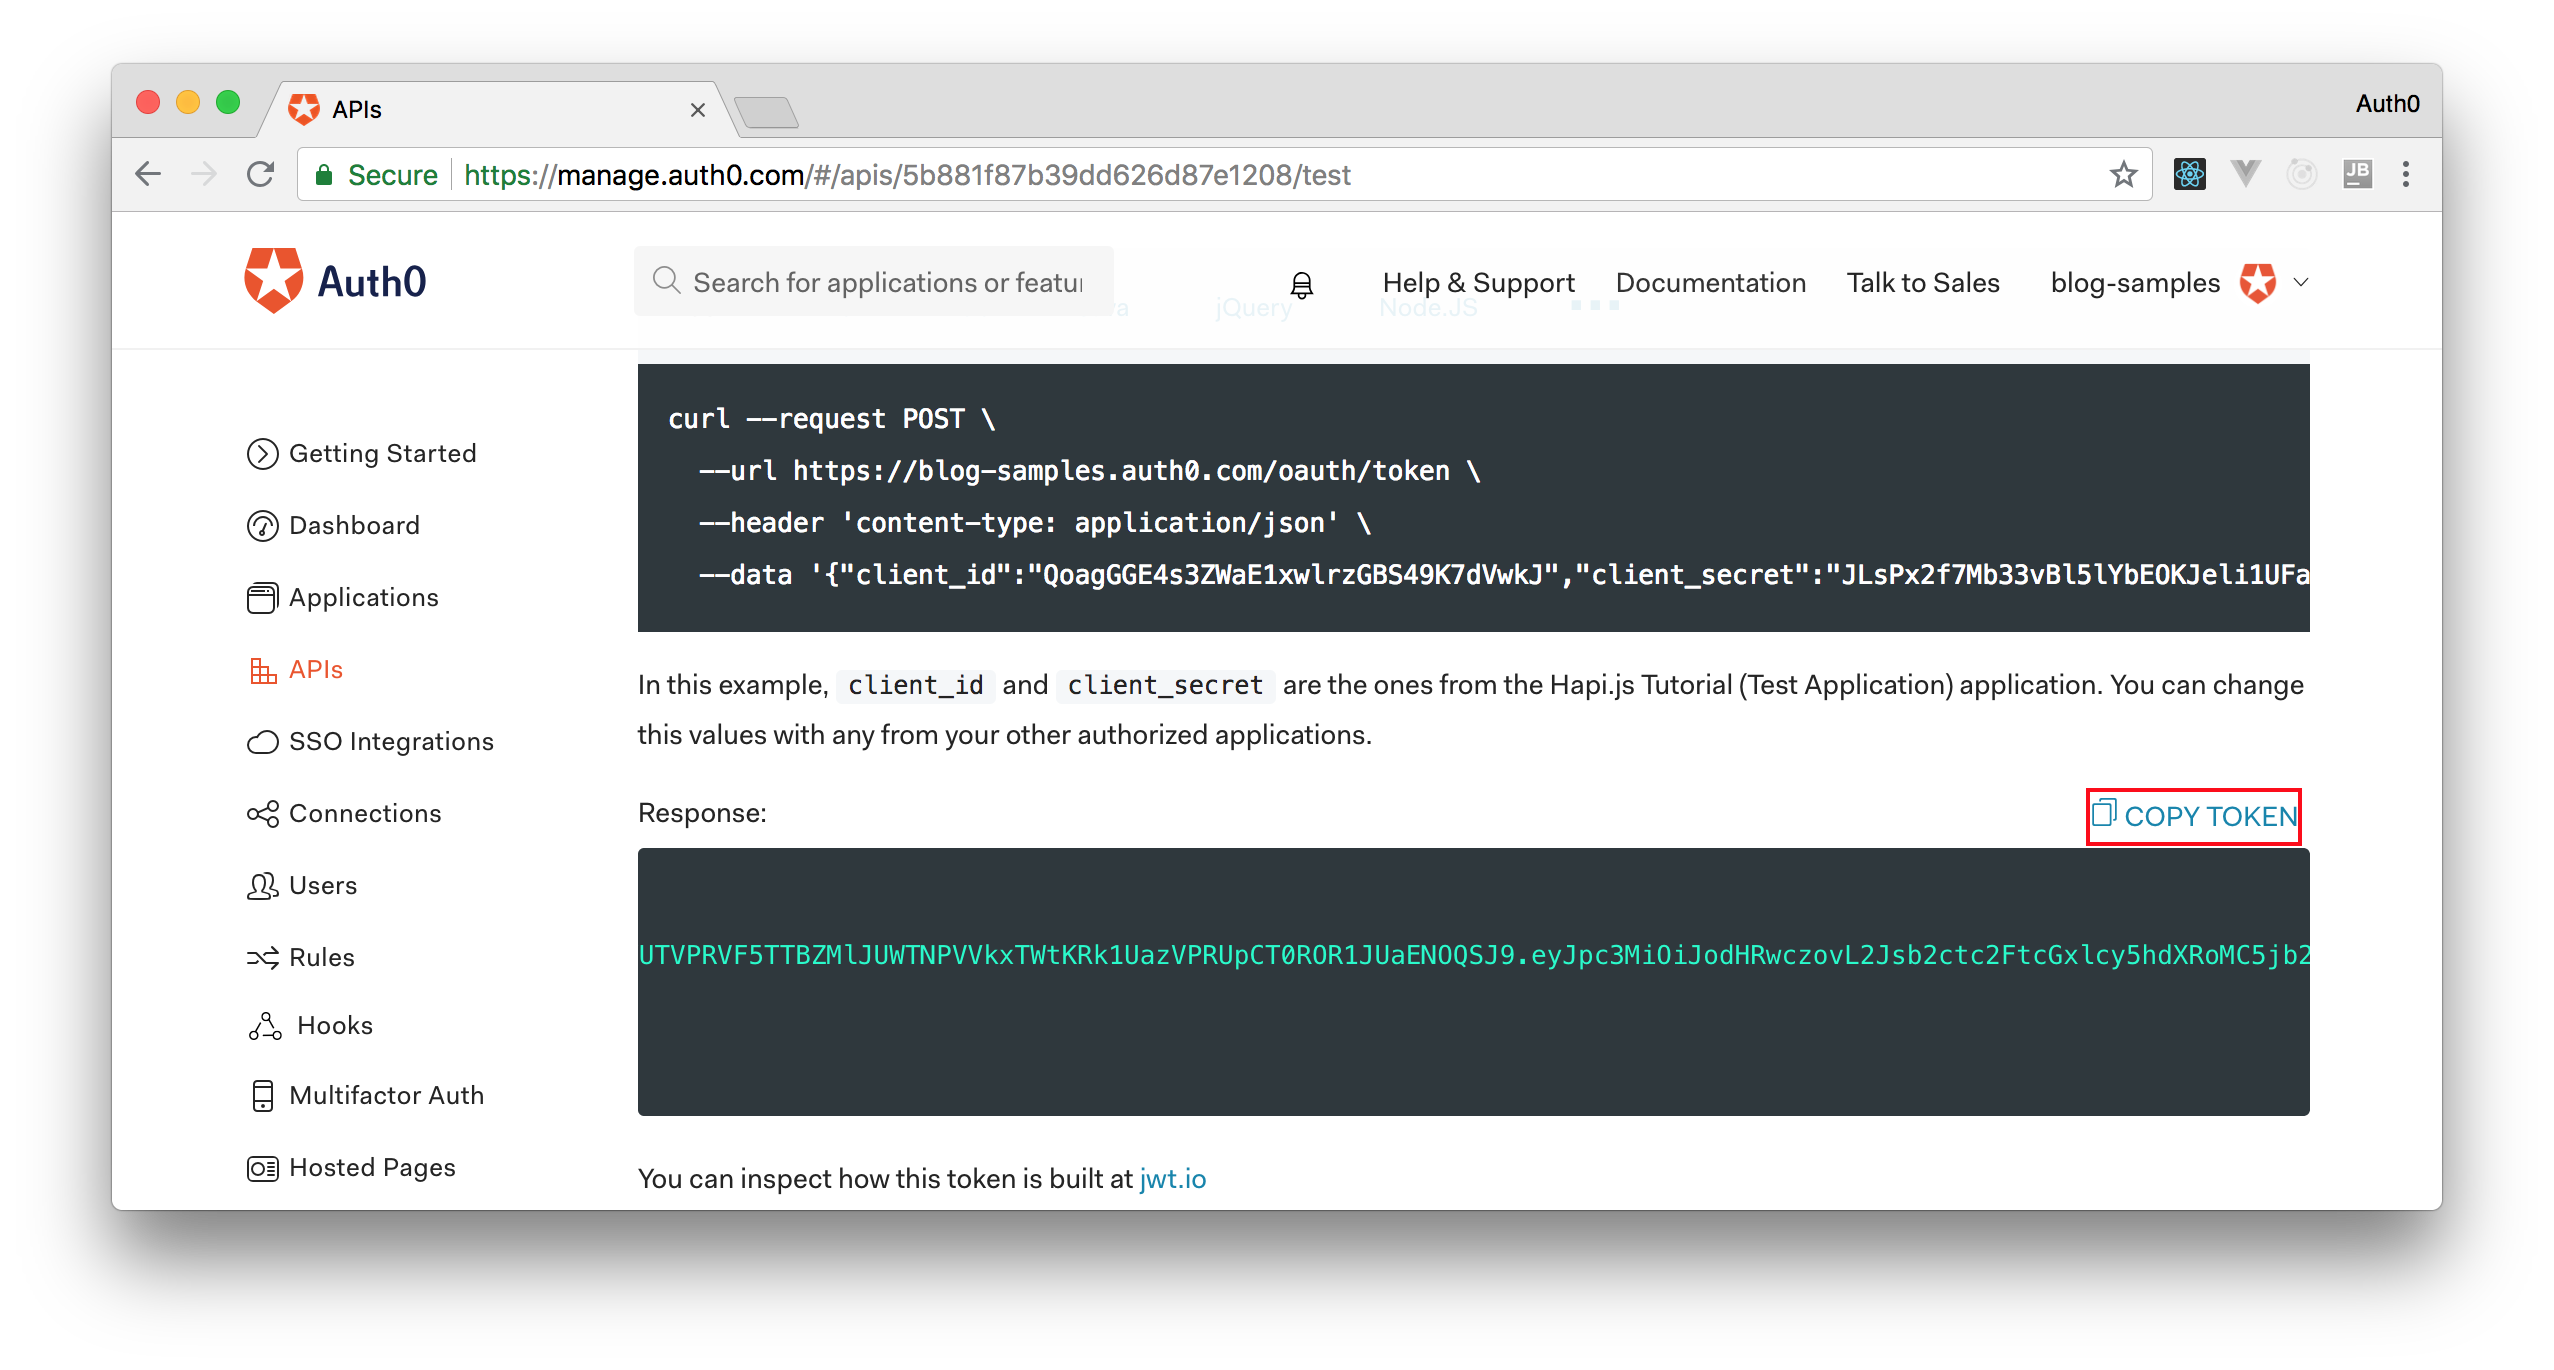 APIs
Auth0
Secure https://manage.auth0.com/#/apis/5b881f87b39dd626d87e1208/test
JB
Auth0
Search for applications or featur
Help & Support
Documentation
Talk to Sales
blog-samples
jQuery
Node.JS
curl --request POST \
--url https://blog-samples.auth0.com/oauth/token \
--header 'content-type: application/json' \
--data '{"client_id":"QoagGGE4s3ZWaE1xwlrzGBS49K7dVwkJ","client_secret":"JLsPx2f7Mb33vBl5lYbEOKJeli1UFa
Getting Started
Dashboard
Applications
APIs
SSO Integrations
Connections
Users
Rules
Hooks
Multifactor Auth
Hosted Pages
In this example, client_id and client_secret are the ones from the Hapi.js Tutorial (Test Application) application. You can change
this values with any from your other authorized applications.
Response:
COPY TOKEN
UTVPRVF5TTBZMlJUWTNPVVkxTWtKRk1UazVPRUpCT0ROR1JUaENOQSJ9.eyJpc3MiOiJodHRwczovL2Jsb2ctc2FtcGxlcy5hdXRoMC5jb2
You can inspect how this token is built at jwt.io